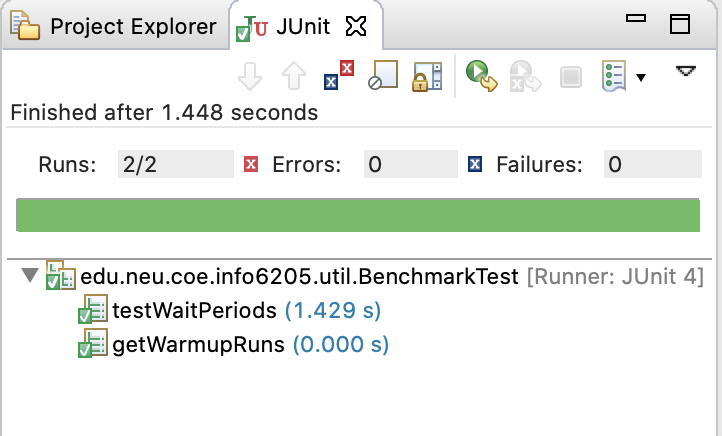 Project Explorer JUnit
Finished after 1.448 seconds
Runs: 2/2 Errors: 0 Failures: 0
edu.neu.coe.info6205.util.BenchmarkTest [Runner: JUnit 4]
testWaitPeriods (1.429 s)
getWarmupRuns (0.000 s)